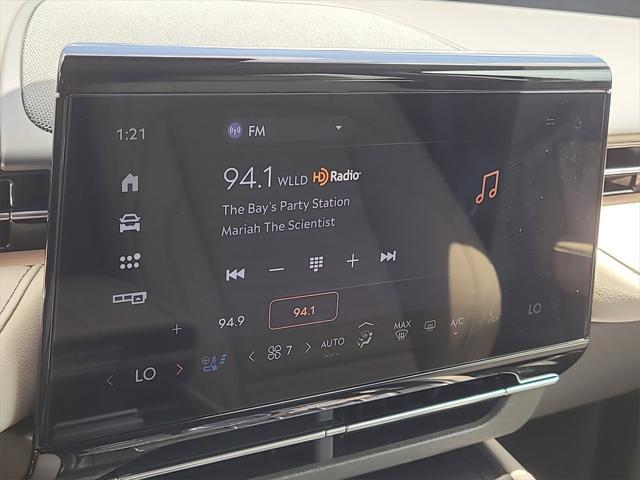 1:21
FM
94.1 WLLD HD Radio
The Bay's Party Station
Mariah The Scientist
94.9
94.1
LO
7
AUTO
MAX
A/C
LO